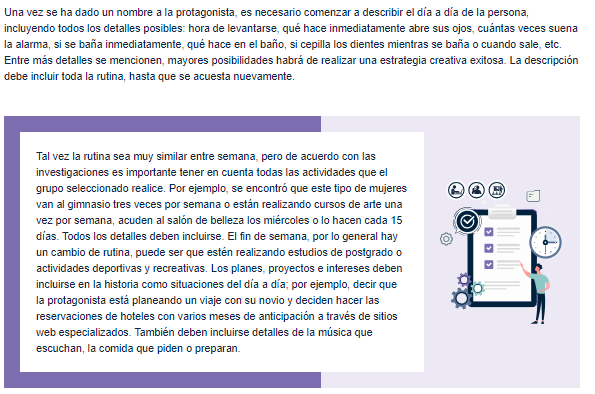 Una vez se ha dado un nombre a la protagonista, es necesario comenzar a describir el día a día de la persona,
incluyendo todos los detalles posibles: hora de levantarse, qué hace inmediatamente abre sus ojos, cuántas veces suena
la alarma, si se baña inmediatamente, qué hace en el baño, si cepilla los dientes mientras se baña o cuando sale, etc.
Entre más detalles se mencionen, mayores posibilidades habrá de realizar una estrategia creativa exitosa. La descripción
debe incluir toda la rutina, hasta que se acuesta nuevamente.
Tal vez la rutina sea muy similar entre semana, pero de acuerdo con las
investigaciones es importante tener en cuenta todas las actividades que el
grupo seleccionado realice. Por ejemplo, se encontró que este tipo de mujeres
van al gimnasio tres veces por semana o están realizando cursos de arte una
vez por semana, acuden al salón de belleza los miércoles o lo hacen cada 15
días. Todos los detalles deben incluirse. El fin de semana, por lo general hay
un cambio de rutina, puede ser que estén realizando estudios de postgrado o
actividades deportivas y recreativas. Los planes, proyectos e intereses deben
incluirse en la historia como situaciones del día a día; por ejemplo, decir que
la protagonista está planeando un viaje con su novio y deciden hacer las
reservaciones de hoteles con varios meses de anticipación a través de sitios
web especializados. También deben incluirse detalles de la música que
escuchan, la comida que piden o preparan.